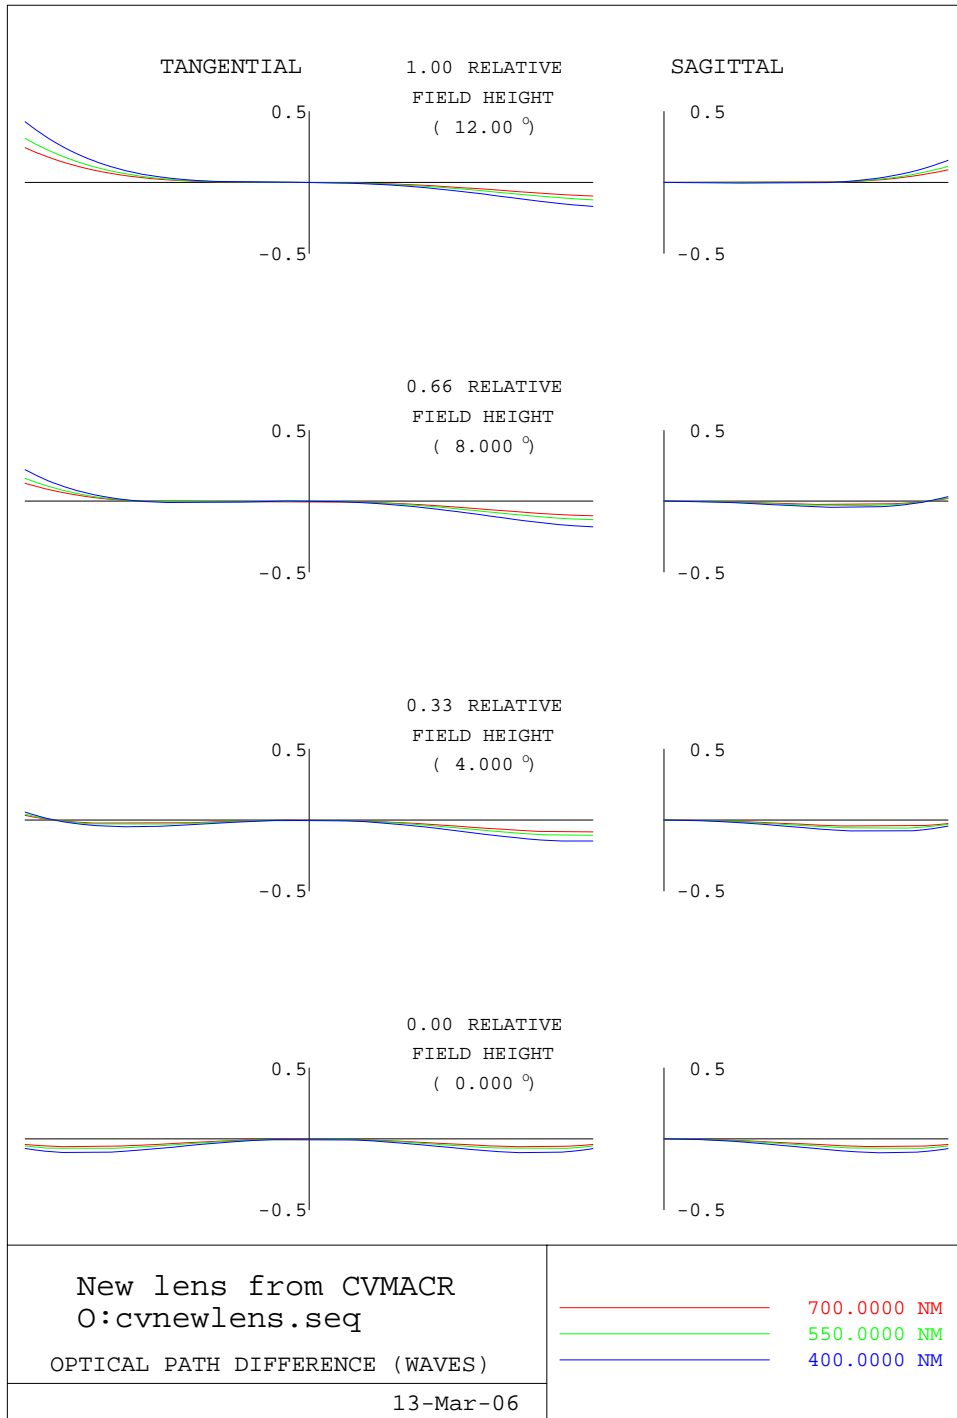 TANGENTIAL
1.00 RELATIVE
SAGITTAL
FIELD HEIGHT
( 12.00 º)
0.5
0.5
-0.5
-0.5
0.66 RELATIVE
FIELD HEIGHT
( 8.000 º)
0.5
0.5
-0.5
-0.5
0.33 RELATIVE
FIELD HEIGHT
( 4.000 º)
0.5
0.5
-0.5
-0.5
0.00 RELATIVE
FIELD HEIGHT
( 0.000 º)
0.5
0.5
-0.5
-0.5
New lens from CVMACR
O:cvnewlens.seq
OPTICAL PATH DIFFERENCE (WAVES)
13-Mar-06
700.0000 NM
550.0000 NM
400.0000 NM